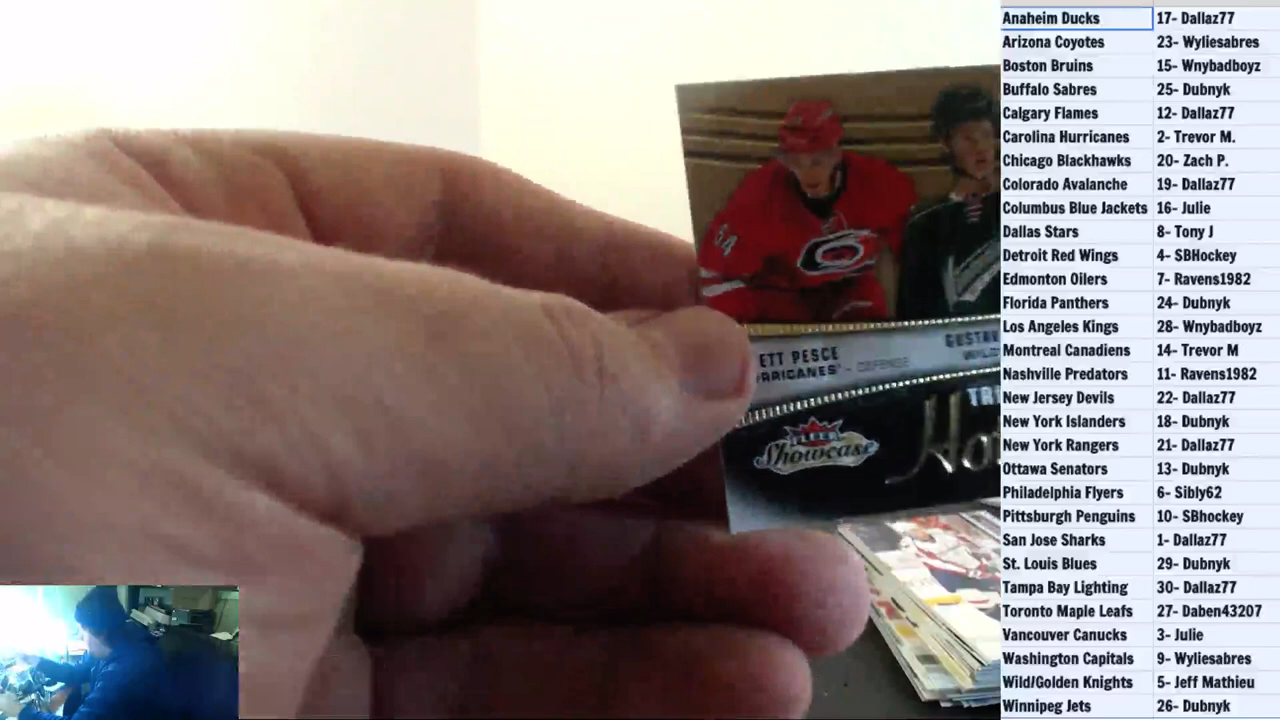 Anaheim Ducks 17- Dallaz77
Arizona Coyotes 23- Wyliesabres
Boston Bruins 15- Wnybadboyz
Buffalo Sabres 25- Dubnyk
Calgary Flames 12- Dallaz77
Carolina Hurricanes 2- Trevor M.
Chicago Blackhawks 20- Zach P.
Colorado Avalanche 19- Dallaz77
Columbus Blue Jackets 16- Julie
Dallas Stars 8- Tony J
Detroit Red Wings 4- SBHockey
Edmonton Oilers 7- Ravens1982
Florida Panthers 24- Dubnyk
Los Angeles Kings 28- Wnybadboyz
Montreal Canadiens 14- Trevor M
Nashville Predators 11- Ravens1982
New Jersey Devils 22- Dallaz77
New York Islanders 18- Dubnyk
New York Rangers 21- Dallaz77
Ottawa Senators 13- Dubnyk
Philadelphia Flyers 6- Sibly62
Pittsburgh Penguins 10- SBhockey
San Jose Sharks 1- Dallaz77
St. Louis Blues 29- Dubnyk
Tampa Bay Lighting 30- Dallaz77
Toronto Maple Leafs 27- Daben43207
Vancouver Canucks 3- Julie
Washington Capitals 9- Wyliesabres
Wild/Golden Knights 5- Jeff Mathieu
Winnipeg Jets 26- Dubnyk
ETT PESCE
RRICANES - DEFENSE
GUSTA
WILD
FLEER
Showcase